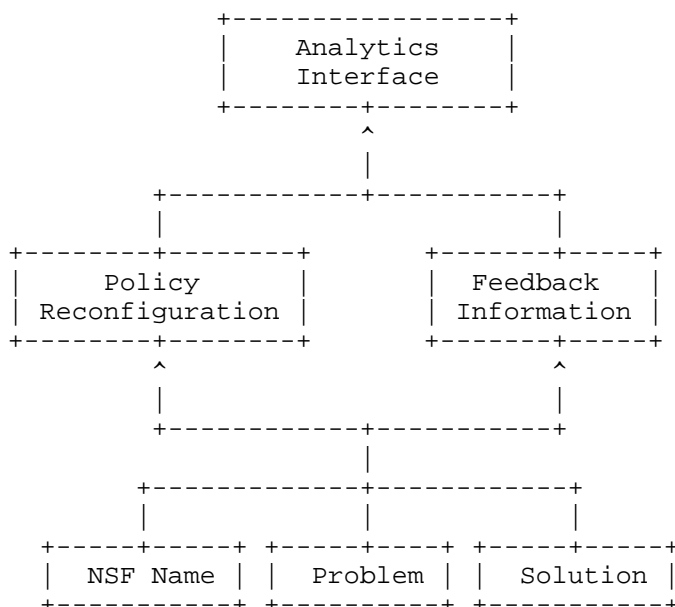 Analytics
Interface
Policy Feedback
Reconfiguration Information
NSF Name Problem Solution